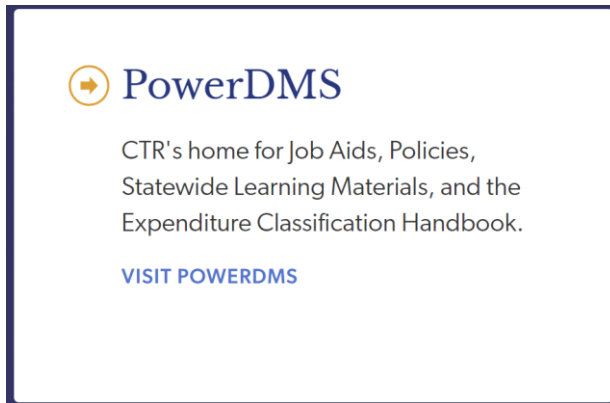 PowerDMS
CTR's home for Job Aids, Policies,
Statewide Learning Materials, and the
Expenditure Classification Handbook.
VISIT POWERDMS